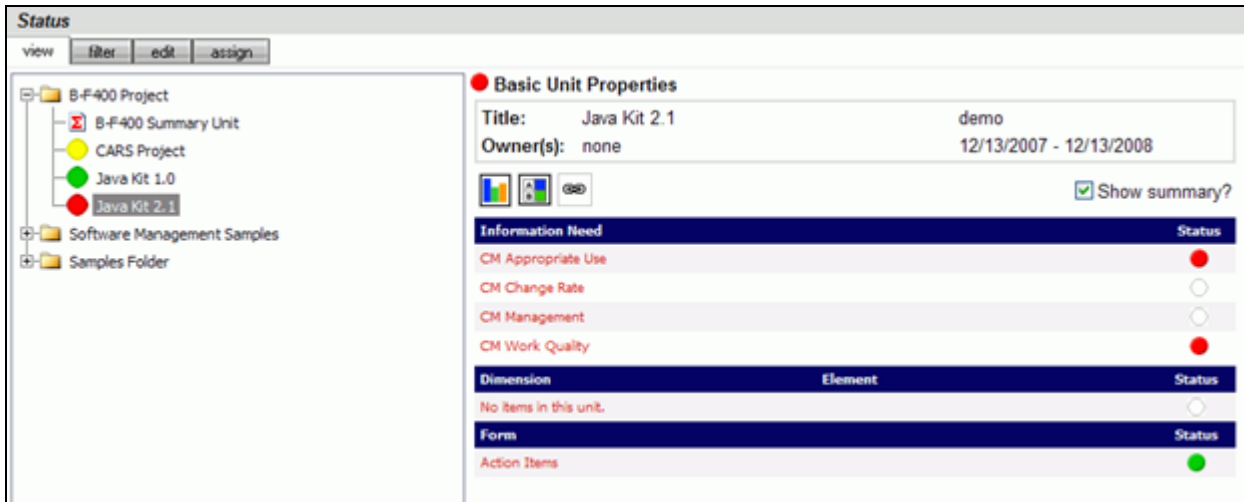 Status
view filter edit assign
B-F400 Project
Σ B-F400 Summary Unit
CARS Project
Java Kit 1.0
Java Kit 2.1
Software Management Samples
Samples Folder
Basic Unit Properties
Title: Java Kit 2.1 demo
Owner(s): none 12/13/2007 - 12/13/2008
Show summary?
Information Need Status
CM Appropriate Use
CM Change Rate
CM Management
CM Work Quality
Dimension Element Status
No items in this unit.
Form Status
Action Items